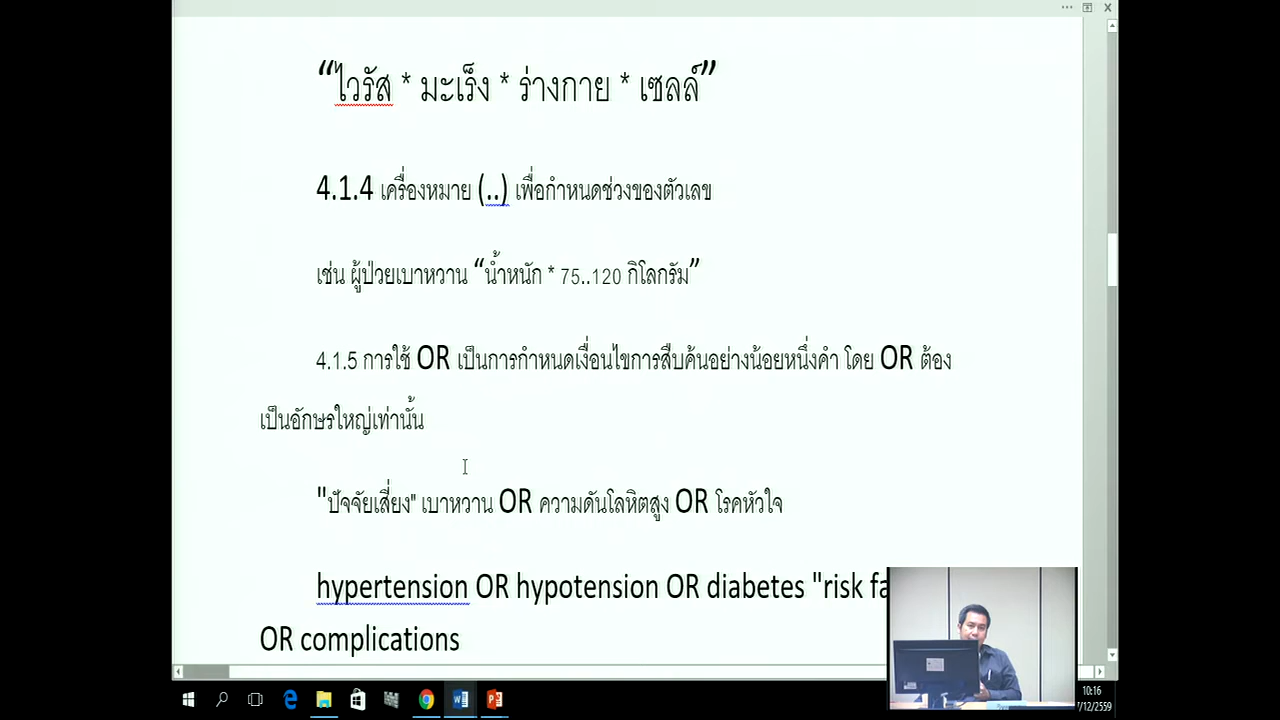 “ไวรัส * มะเร็ง * ร่างกาย * เซลล์”
4.1.4 เครื่องหมาย (..) เพื่อกำหนดช่วงของตัวเลข
เช่น ผู้ป่วยเบาหวาน “น้ำหนัก * 75..120 กิโลกรัม”
4.1.5 การใช้ OR เป็นการกำหนดเงื่อนไขการสืบค้นอย่างน้อยหนึ่งคำ โดย OR ต้อง
เป็นอักษรใหญ่เท่านั้น
"ปัจจัยเสี่ยง" เบาหวาน OR ความดันโลหิตสูง OR โรคหัวใจ
hypertension OR hypotension OR diabetes "risk fa
OR complications
10:16
7/12/2559